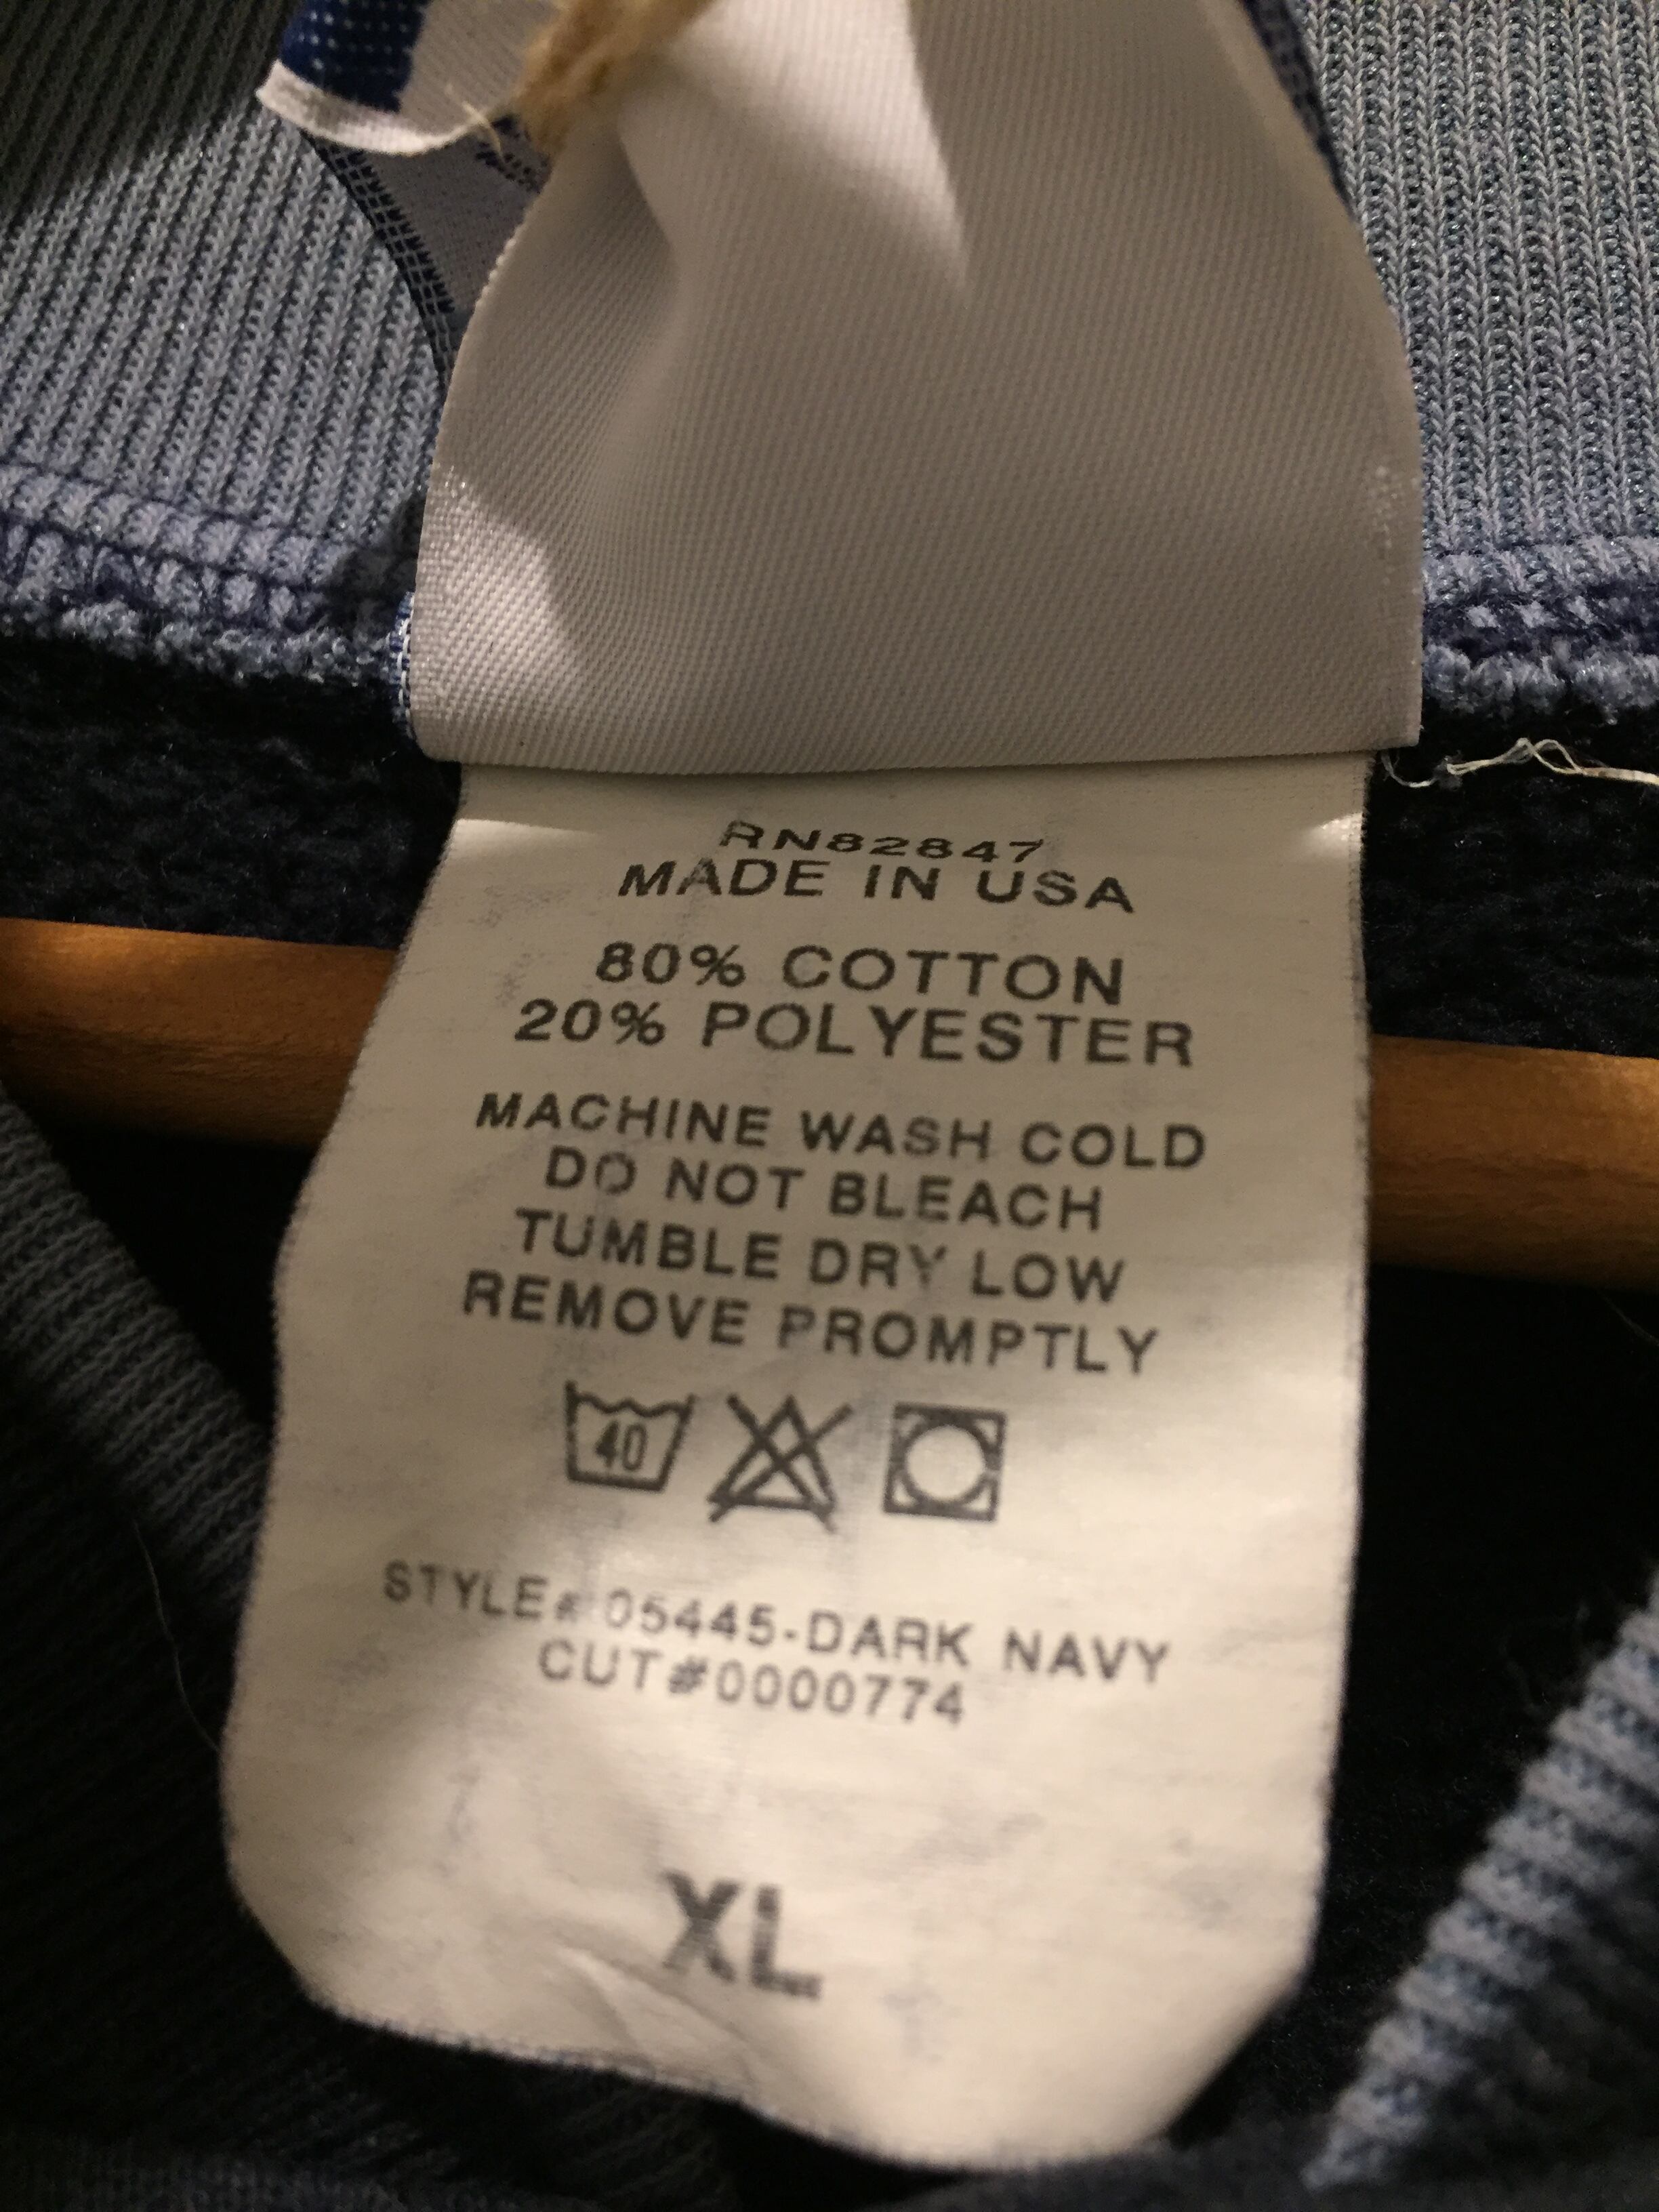 RN82847
MADE IN USA
80% COTTON
20% POLYESTER
MACHINE WASH COLD
DO NOT BLEACH
TUMBLE DRY LOW
REMOVE PROMPTLY
40
STYLE# 05445-DARK NAVY
CUT#0000774
XL